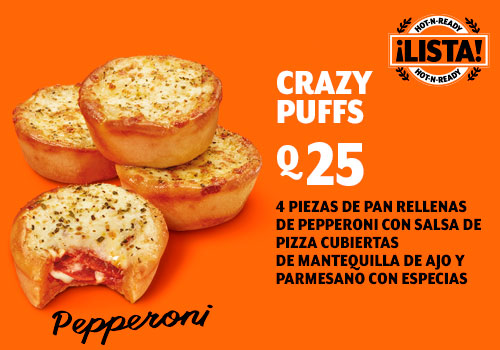 HOT-N-READY
¡LISTA!
HOT-N-READY
CRAZY
PUFFS
Q25
4 PIEZAS DE PAN RELLENAS
DE PEPPERONI CON SALSA DE
PIZZA CUBIERTAS
DE MANTEQUILLA DE AJO Y
PARMESANO CON ESPECIAS
Pepperoni